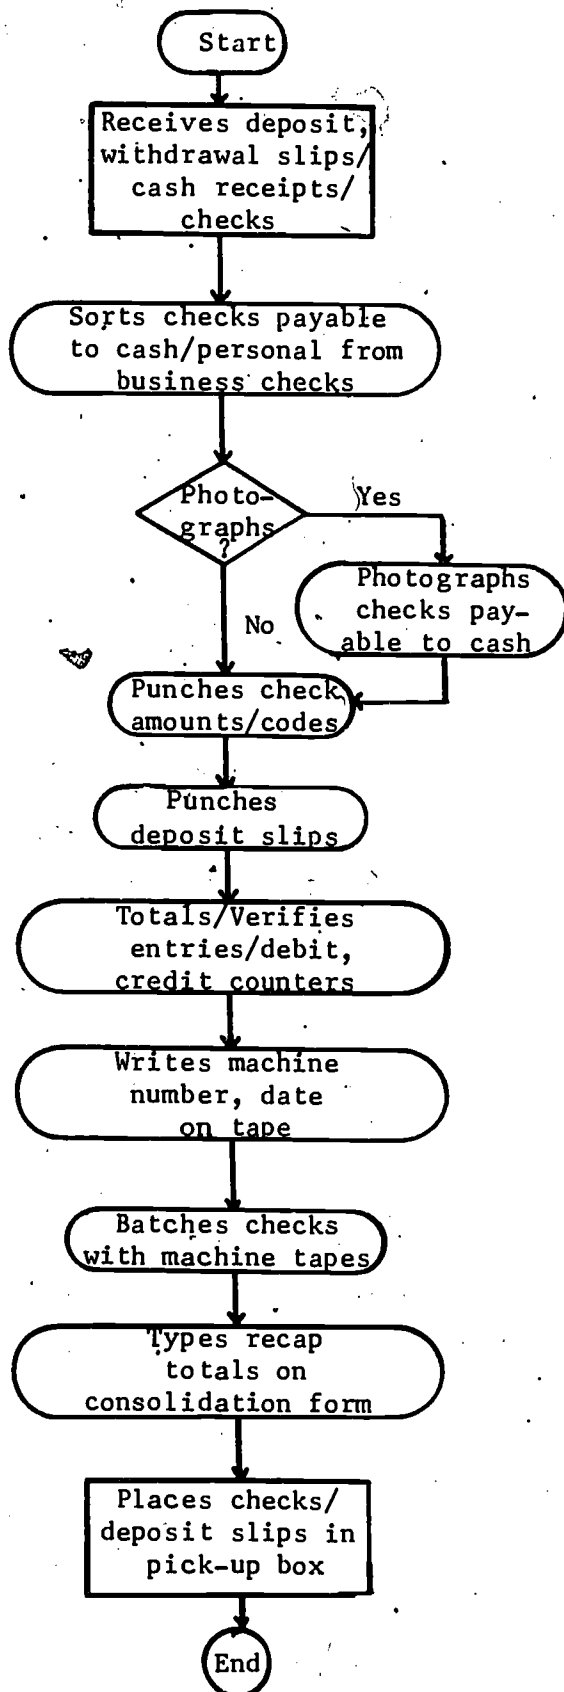 Start
Receives deposit,
withdrawal slips/
cash receipts/
checks
Sorts checks payable
to cash/personal from
business checks
Photo-
graphs
?
Yes
No
Photographs
checks pay-
able to cash
Punches check
amounts/codes
Punches
deposit slips
Totals/Verifies
entries/debit,
credit counters
Writes machine
number, date
on tape
Batches checks
with machine tapes
Types recap
totals on
consolidation form
Places checks/
deposit slips in
pick-up box
End